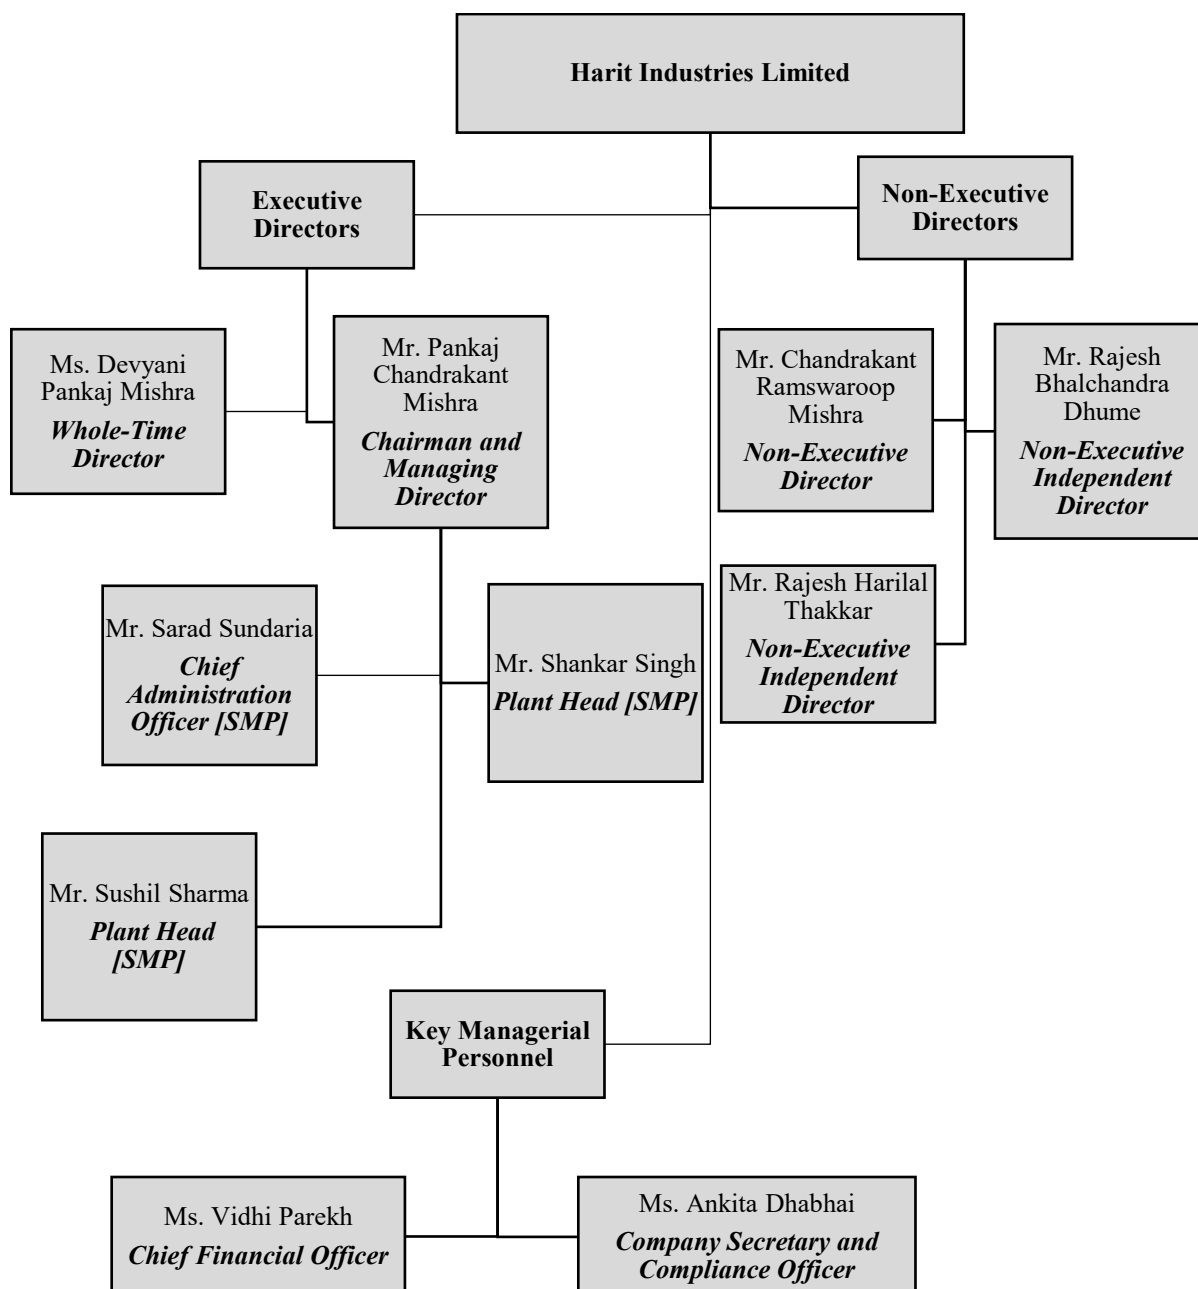 Harit Industries Limited
Executive
Directors
Non-Executive
Directors
Ms. Devyani
Pankaj Mishra
Whole-Time
Director
Mr. Pankaj
Chandrakant
Mishra
Chairman and
Managing
Director
Mr. Chandrakant
Ramswaroop
Mishra
Non-Executive
Director
Mr. Rajesh
Bhalchandra
Dhume
Non-Executive
Independent
Director
Mr. Sarad Sundaria
Chief
Administration
Officer [SMP]
Mr. Shankar Singh
Plant Head [SMP]
Mr. Rajesh Harilal
Thakkar
Non-Executive
Independent
Director
Mr. Sushil Sharma
Plant Head
[SMP]
Key Managerial
Personnel
Ms. Vidhi Parekh
Chief Financial Officer
Ms. Ankita Dhabhai
Company Secretary and
Compliance Officer